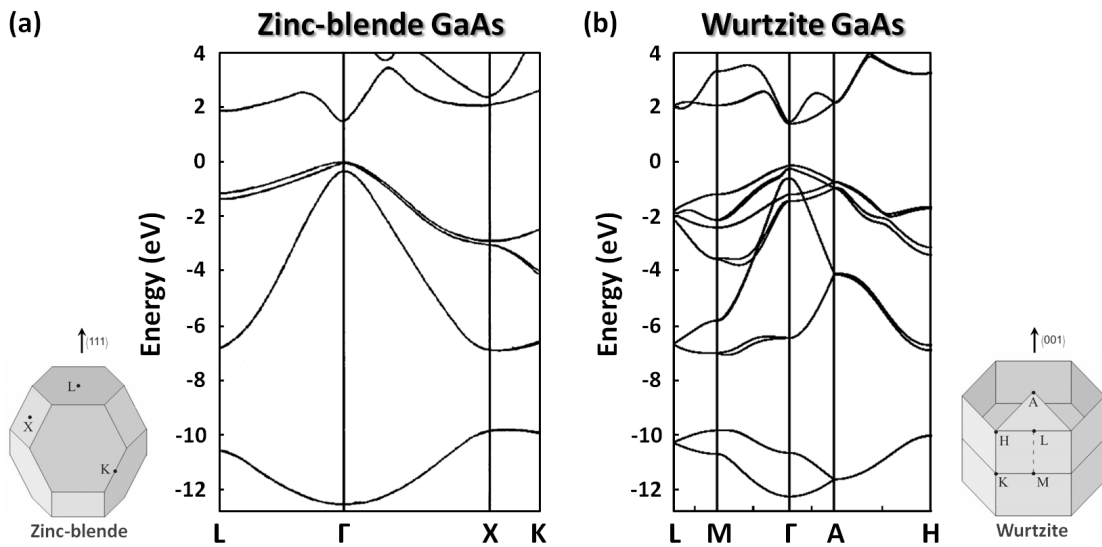 (a)
Zinc-blende GaAs
Energy (eV)
4
2
0
-2
-4
-6
-8
-10
-12
L Γ X K
(111)
L
X
K
Zinc-blende
(b)
Wurtzite GaAs
Energy (eV)
4
2
0
-2
-4
-6
-8
-10
-12
L M Γ A H
(001)
A
H L
K M
Wurtzite